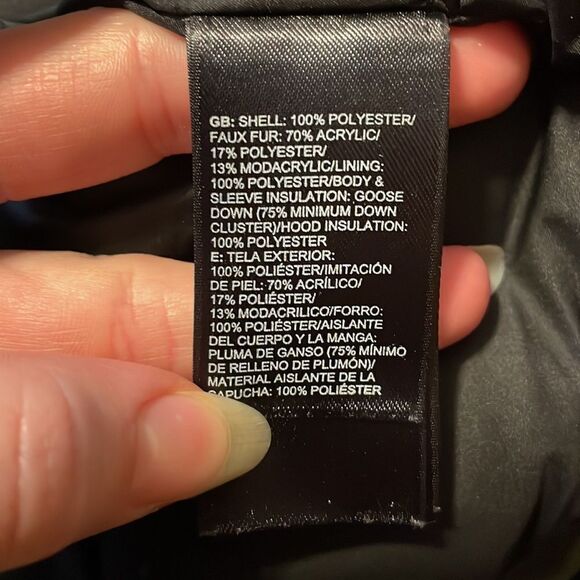 GB: SHELL: 100% POLYESTER/
FAUX FUR: 70% ACRYLIC/
17% POLYESTER/
13% MODACRYLIC/LINING:
100% POLYESTER/BODY &
SLEEVE INSULATION: GOOSE
DOWN (75% MINIMUM DOWN
CLUSTER)/HOOD INSULATION:
100% POLYESTER
E: TELA EXTERIOR:
100% POLIÉSTER/IMITACIÓN
DE PIEL: 70% ACRÍLICO/
17% POLIÉSTER/
13% MODACRILICO/FORRO:
100% POLIÉSTER/AISLANTE
DEL CUERPO Y LA MANGA:
PLUMA DE GANSO (75% MÍNIMO
DE RELLENO DE PLUMÓN)/
MATERIAL AISLANTE DE LA
CAPUCHA: 100% POLIÉSTER